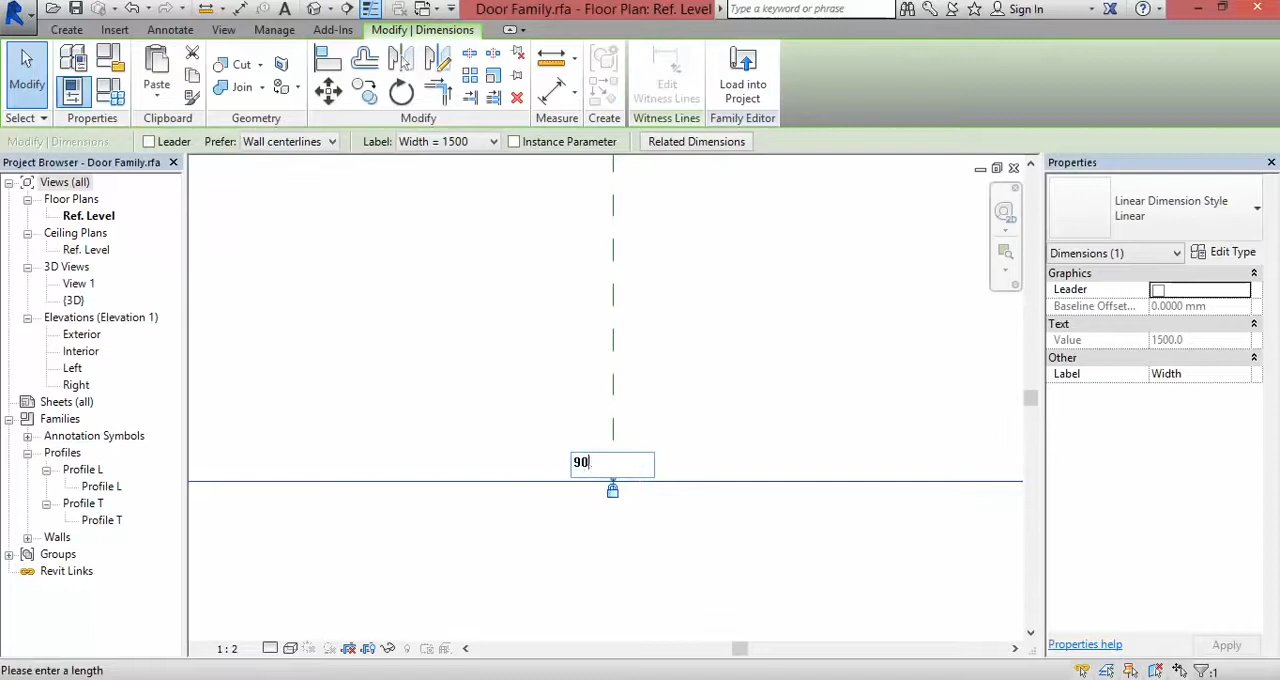 Door Family.rfa - Floor Plan: Ref. Level
Type a keyword or phrase
Sign In
Create
Insert
Annotate
View
Manage
Add-Ins
Modify | Dimensions
Modify
Paste
Cut
Join
Edit
Witness Lines
Load into
Project
Select
Properties
Clipboard
Geometry
Modify
Measure
Create
Witness Lines
Family Editor
Modify | Dimensions
Leader
Prefer:
Wall centerlines
Label:
Width = 1500
Instance Parameter
Related Dimensions
Project Browser - Door Family.rfa
Views (all)
Floor Plans
Ref. Level
Ceiling Plans
Ref. Level
3D Views
View 1
{3D}
Elevations (Elevation 1)
Exterior
Interior
Left
Right
Sheets (all)
Families
Annotation Symbols
Profiles
Profile L
Profile L
Profile T
Profile T
Walls
Groups
Revit Links
90
2D
Properties
Linear Dimension Style
Linear
Dimensions (1)
Edit Type
Graphics
Leader
Baseline Offset...
0.0000 mm
Text
Value
1500.0
Other
Label
Width
Properties help
Apply
1 : 2
Please enter a length
:1